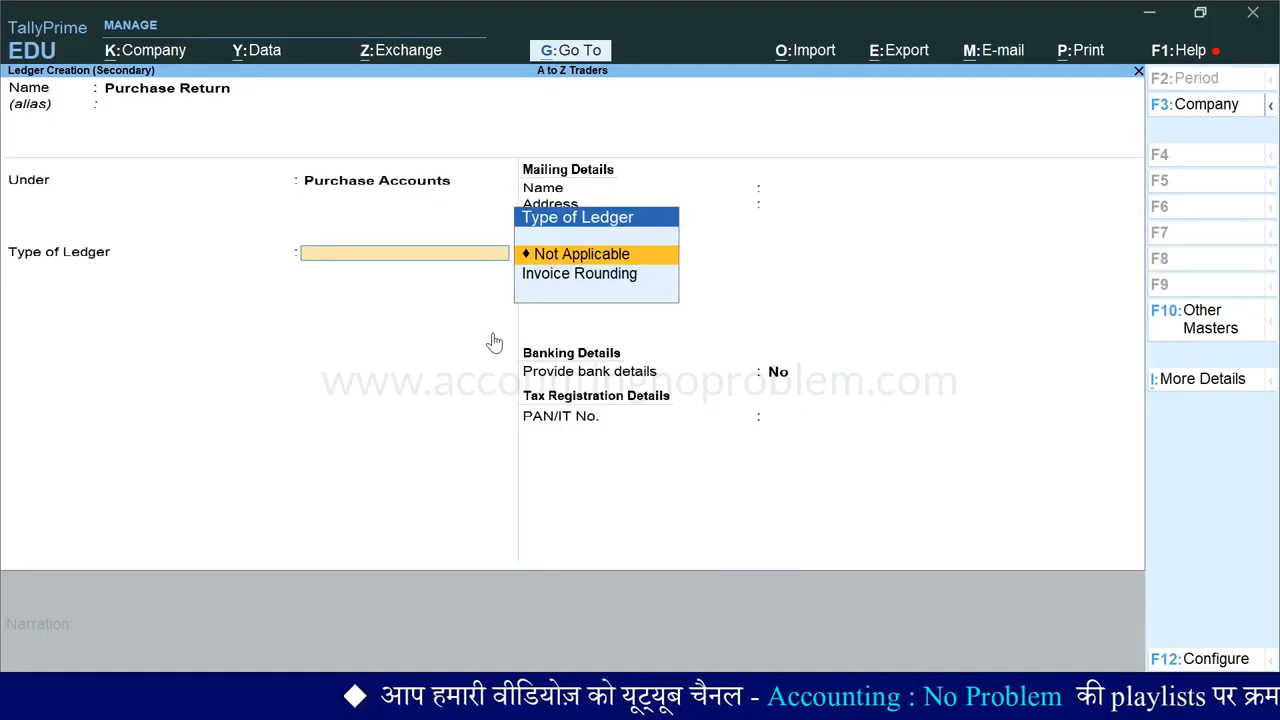 TallyPrime
MANAGE
EDU
K:Company
Y:Data
Z:Exchange
G:Go To
O:Import
E:Export
M:E-mail
P:Print
F1:Help
Ledger Creation (Secondary)
A to Z Traders
Name : Purchase Return
(alias) :
Under : Purchase Accounts
Type of Ledger :
Mailing Details
Name :
Address :
Type of Ledger
♦ Not Applicable
Invoice Rounding
Banking Details
Provide bank details : No
www.accountingnoproblem.com
Tax Registration Details
PAN/IT No. :
Narration:
F2:Period
F3:Company
F4
F5
F6
F7
F8
F9
F10:Other
Masters
I:More Details
F12:Configure
◆ आप हमारी वीडियोज़ को यूट्यूब चैनल - Accounting : No Problem की playlists पर क्रम